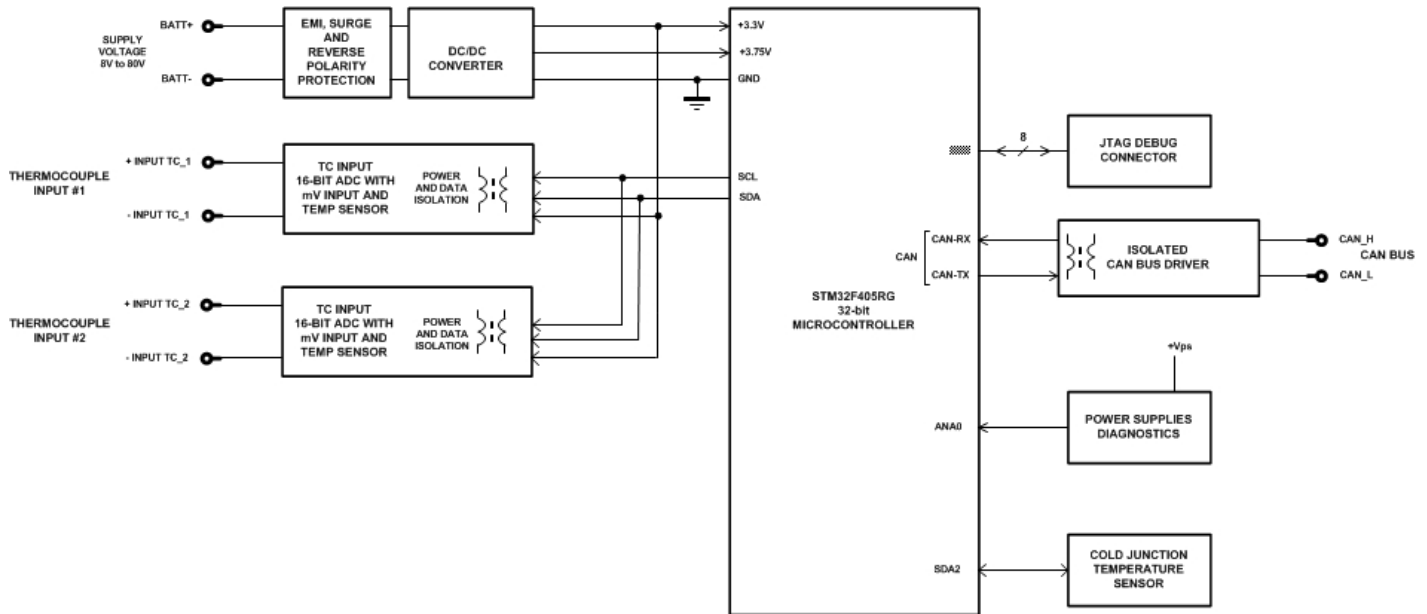 BATT+
SUPPLY
VOLTAGE
8V to 80V
BATT-
EMI, SURGE
AND
REVERSE
POLARITY
PROTECTION
DC/DC
CONVERTER
+3.3V
+3.75V
GND
THERMOCOUPLE
INPUT #1
+ INPUT TC_1
- INPUT TC_1
TC INPUT
16-BIT ADC WITH
mV INPUT AND
TEMP SENSOR
POWER
AND DATA
ISOLATION
SCL
SDA
THERMOCOUPLE
INPUT #2
+ INPUT TC_2
- INPUT TC_2
TC INPUT
16-BIT ADC WITH
mV INPUT AND
TEMP SENSOR
POWER
AND DATA
ISOLATION
STM32F405RG
32-bit
MICROCONTROLLER
8
JTAG DEBUG
CONNECTOR
CAN
CAN-RX
CAN-TX
ISOLATED
CAN BUS DRIVER
CAN_H
CAN BUS
CAN_L
+Vps
ANA0
POWER SUPPLIES
DIAGNOSTICS
SDA2
COLD JUNCTION
TEMPERATURE
SENSOR